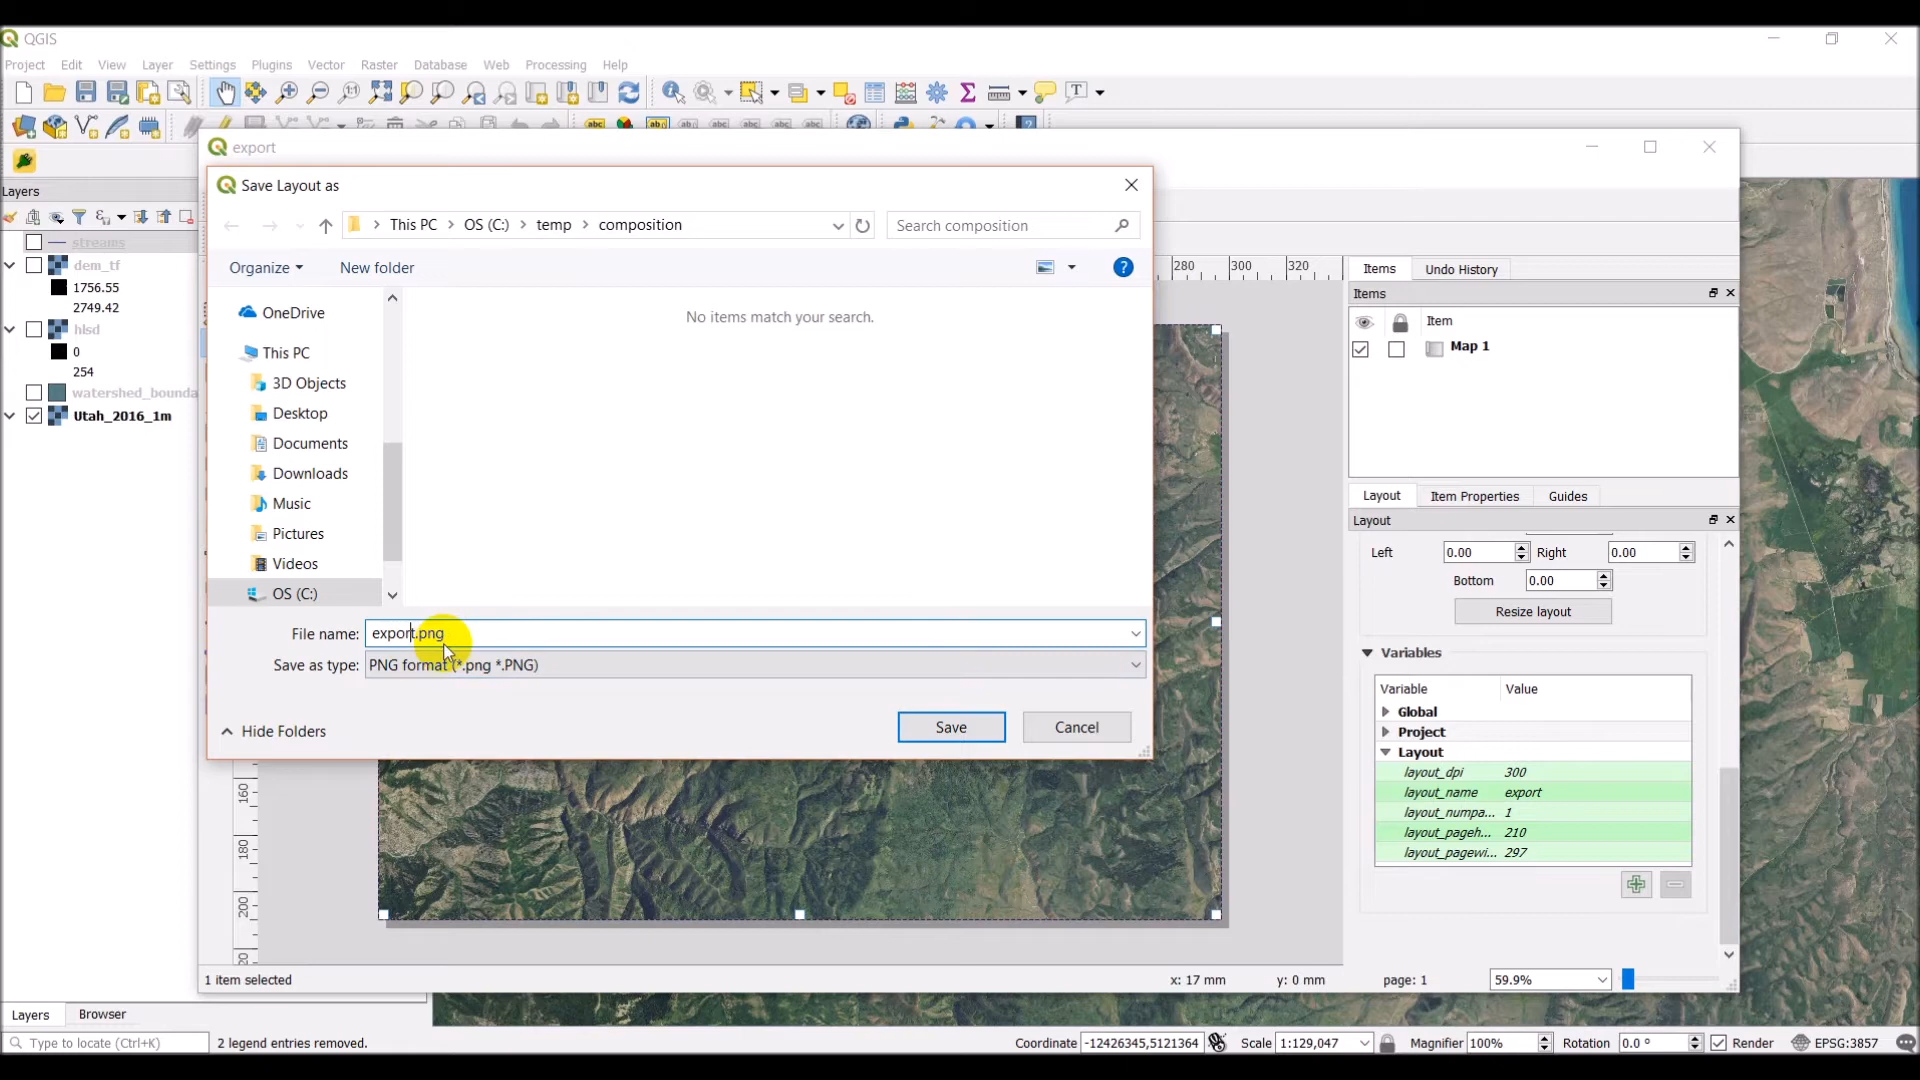 QGIS
Project Edit View Layer Settings Plugins Vector Raster Database Web Processing Help
export
Save Layout as
This PC > OS (C:) > temp > composition
Search composition
Organize
New folder
OneDrive
This PC
3D Objects
Desktop
Documents
Downloads
Music
Pictures
Videos
OS (C:)
No items match your search.
File name: export.png
Save as type: PNG format (*.png *.PNG)
Hide Folders
Save
Cancel
Layers
streams
dem_tf
1756.55
2749.42
hlsd
0
254
watershed_bounda
Utah_2016_1m
280 300 320
160
180
200
Items Undo History
Items
Item
Map 1
Layout Item Properties Guides
Layout
Left 0.00 Right 0.00
Bottom 0.00
Resize layout
Variables
Variable Value
Global
Project
Layout
layout_dpi 300
layout_name export
layout_numpa... 1
layout_pageh... 210
layout_pagewi... 297
1 item selected
x: 17 mm
y: 0 mm
page: 1
59.9%
Layers Browser
Type to locate (Ctrl+K)
2 legend entries removed.
Coordinate -12426345,5121364
Scale 1:129,047
Magnifier 100%
Rotation 0.0 °
Render
EPSG:3857